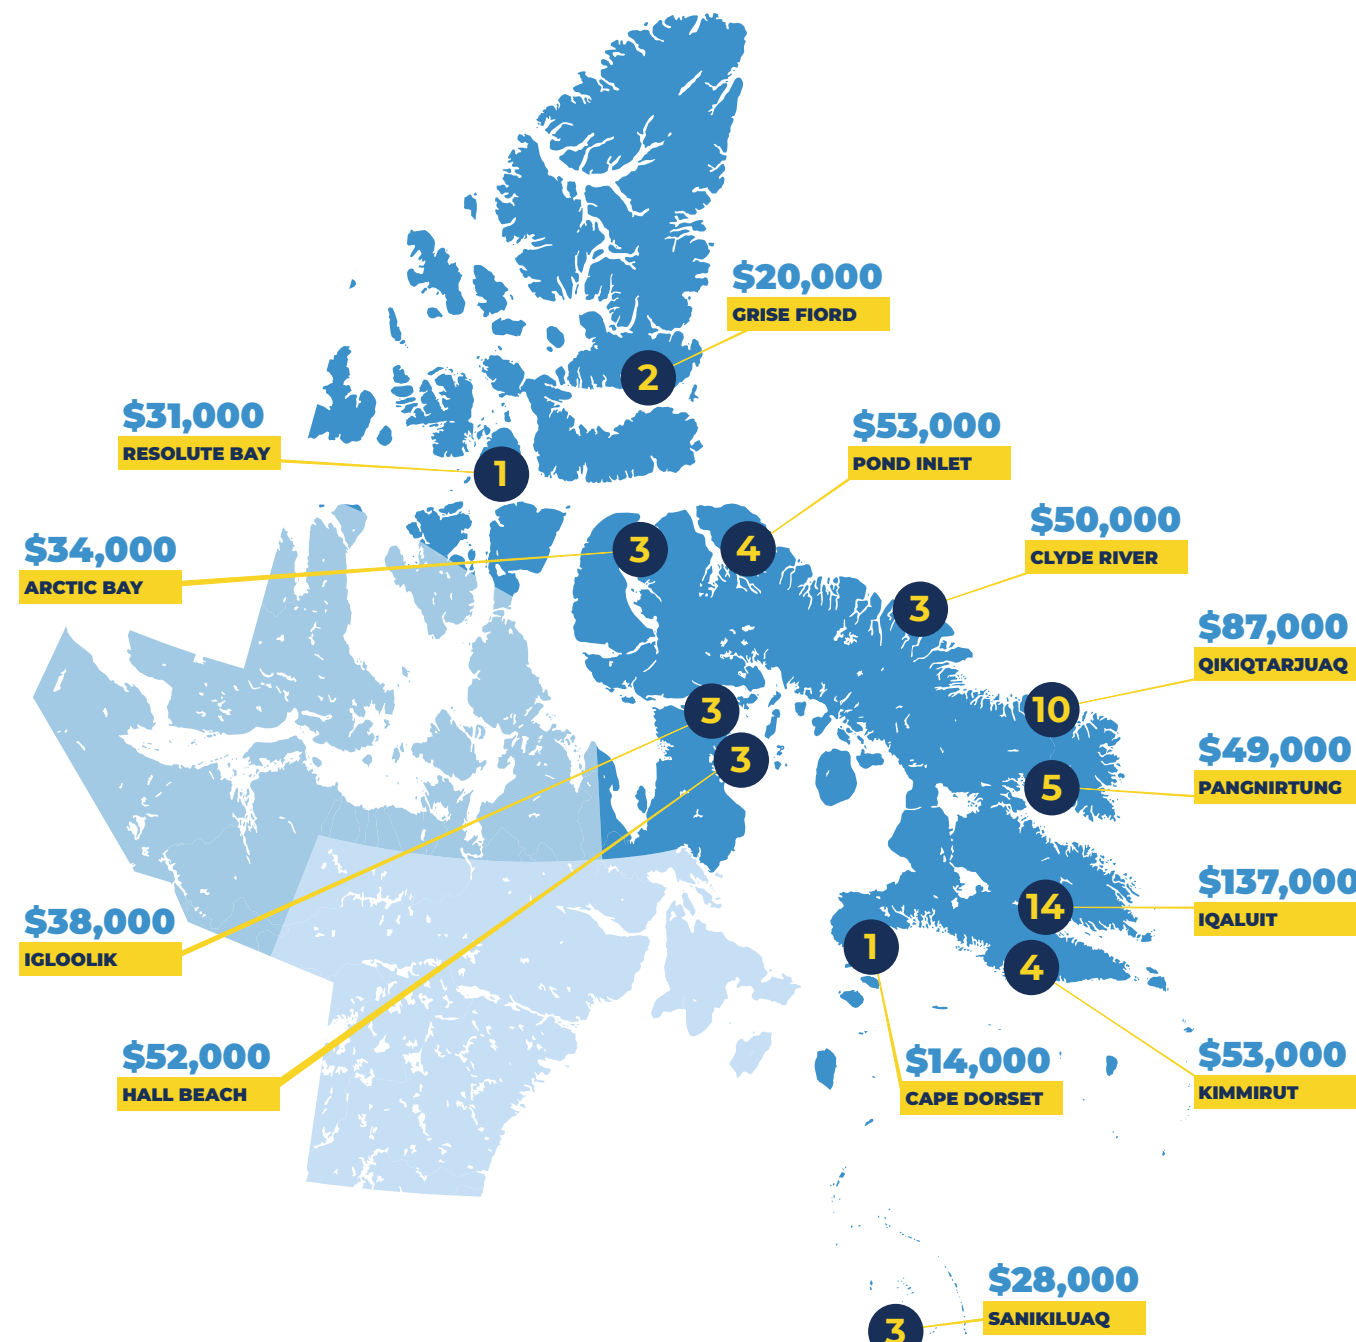 $20,000
GRISE FIORD
2
$31,000
RESOLUTE BAY
1
$53,000
POND INLET
4
$34,000
ARCTIC BAY
3
$50,000
CLYDE RIVER
3
$87,000
QIKIQTARJUAQ
10
$49,000
PANGNIRTUNG
5
$38,000
IGLOOLIK
3
$52,000
HALL BEACH
3
$137,000
IQALUIT
14
$14,000
CAPE DORSET
1
$53,000
KIMMIRUT
4
$28,000
SANIKILUAQ
3